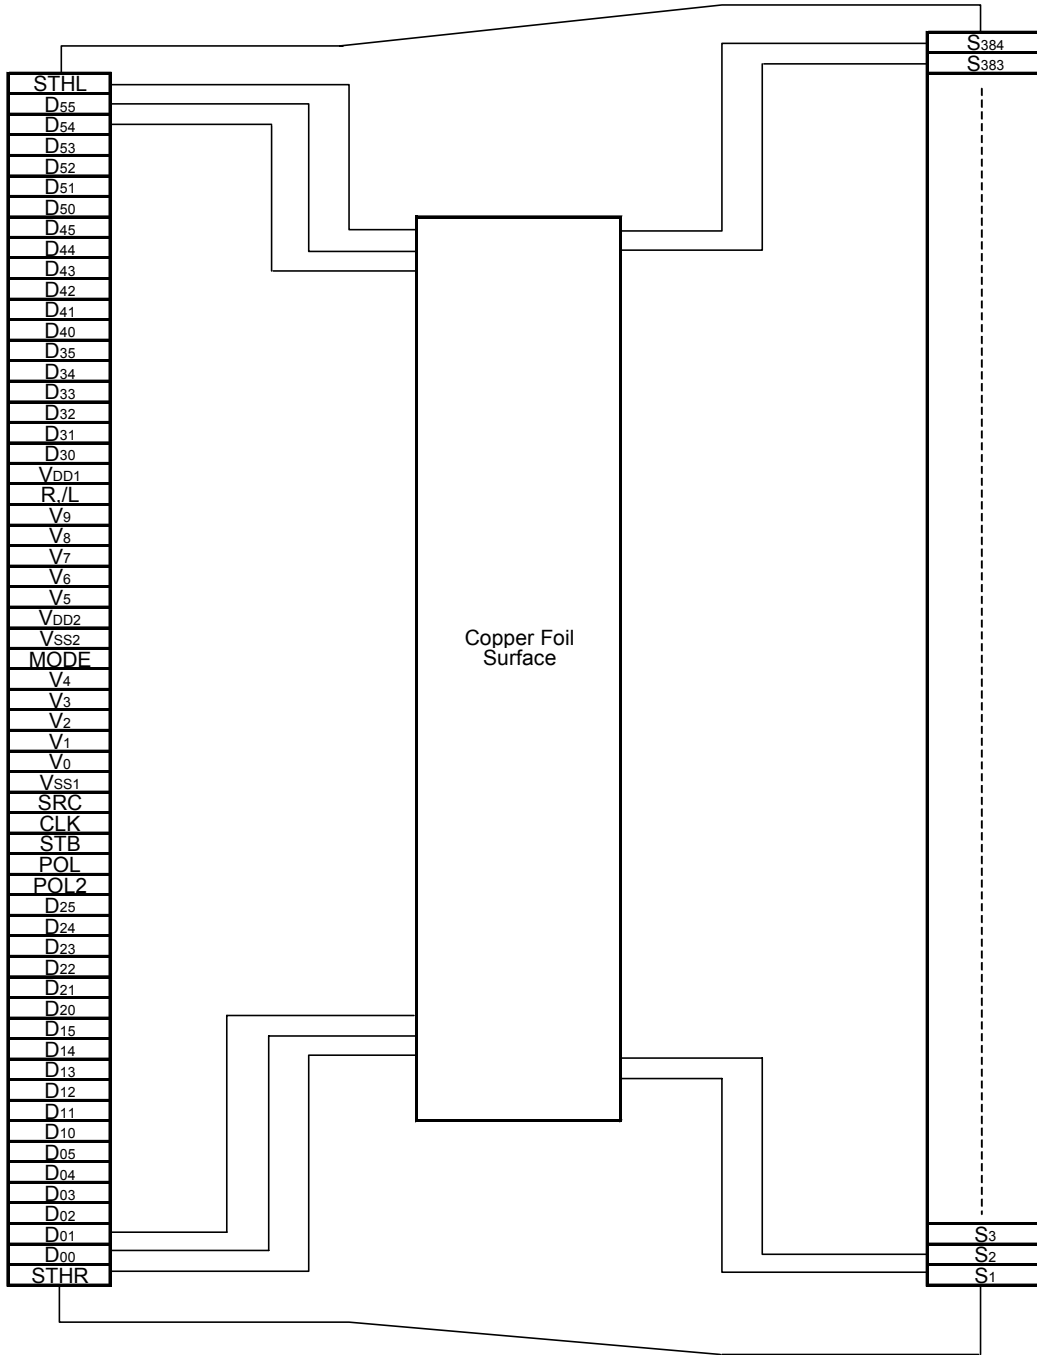 STHL
D55
D54
D53
D52
D51
D50
D45
D44
D43
D42
D41
D40
D35
D34
D33
D32
D31
D30
VDD1
R,/L
V9
V8
V7
V6
V5
VDD2
VSS2
MODE
V4
V3
V2
V1
V0
VSS1
SRC
CLK
STB
POL
POL2
D25
D24
D23
D22
D21
D20
D15
D14
D13
D12
D11
D10
D05
D04
D03
D02
D01
D00
STHR
Copper Foil
Surface
S384
S383
S3
S2
S1